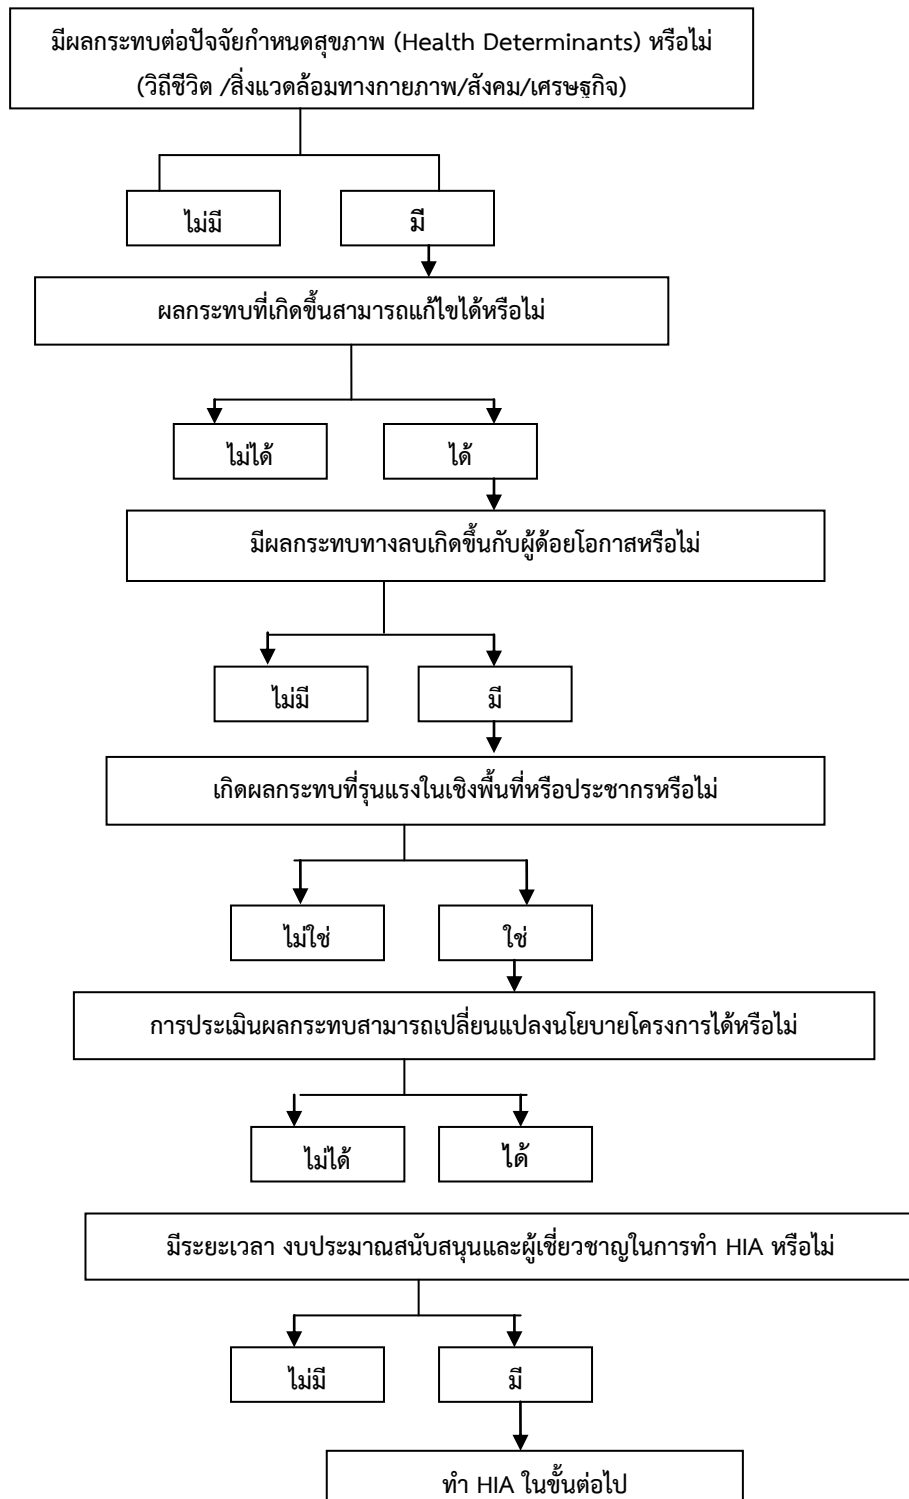 มีผลกระทบต่อปัจจัยกำหนดสุขภาพ (Health Determinants) หรือไม่
(วิถีชีวิต /สิ่งแวดล้อมทางกายภาพ/สังคม/เศรษฐกิจ)
ไม่มี
มี
ผลกระทบที่เกิดขึ้นสามารถแก้ไขได้หรือไม่
ไม่ได้
ได้
มีผลกระทบทางลบเกิดขึ้นกับผู้ด้อยโอกาสหรือไม่
ไม่มี
มี
เกิดผลกระทบที่รุนแรงในเชิงพื้นที่หรือประชากรหรือไม่
ไม่ใช่
ใช่
การประเมินผลกระทบสามารถเปลี่ยนแปลงนโยบายโครงการได้หรือไม่
ไม่ได้
ได้
มีระยะเวลา งบประมาณสนับสนุนและผู้เชี่ยวชาญในการทำ HIA หรือไม่
ไม่มี
มี
ทำ HIA ในขั้นต่อไป